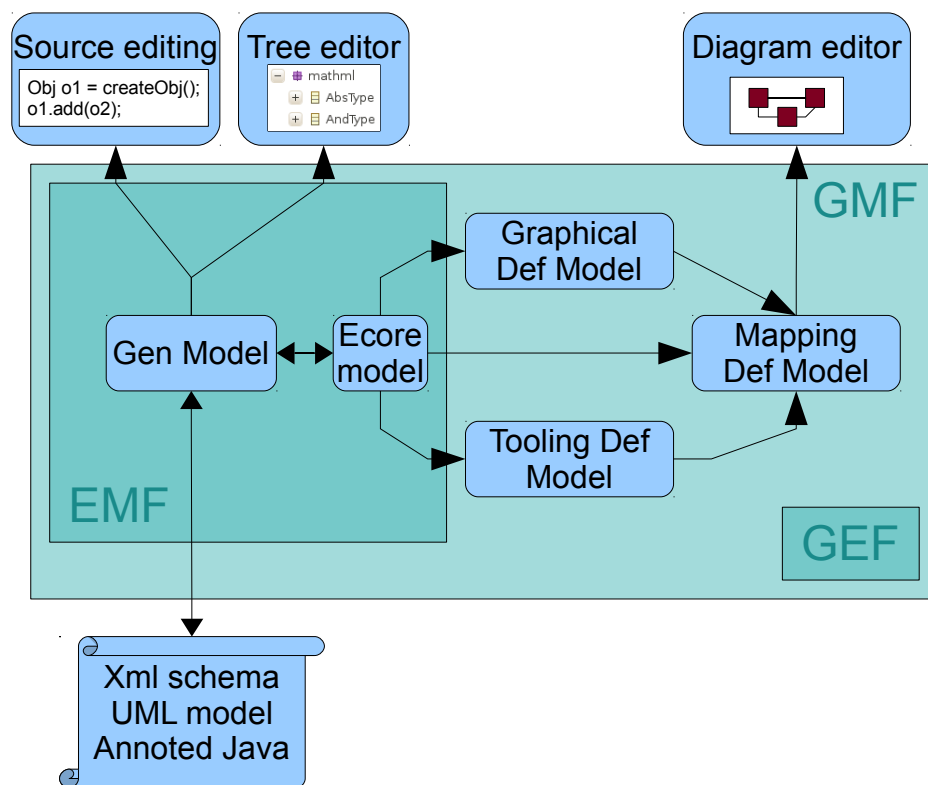 Source editing
Obj o1 = createObj();
o1.add(o2);
Tree editor
mathml
AbsType
AndType
Diagram editor
GMF
Graphical
Def Model
Gen Model
Ecore
model
Mapping
Def Model
Tooling Def
Model
EMF
GEF
Xml schema
UML model
Annoted Java